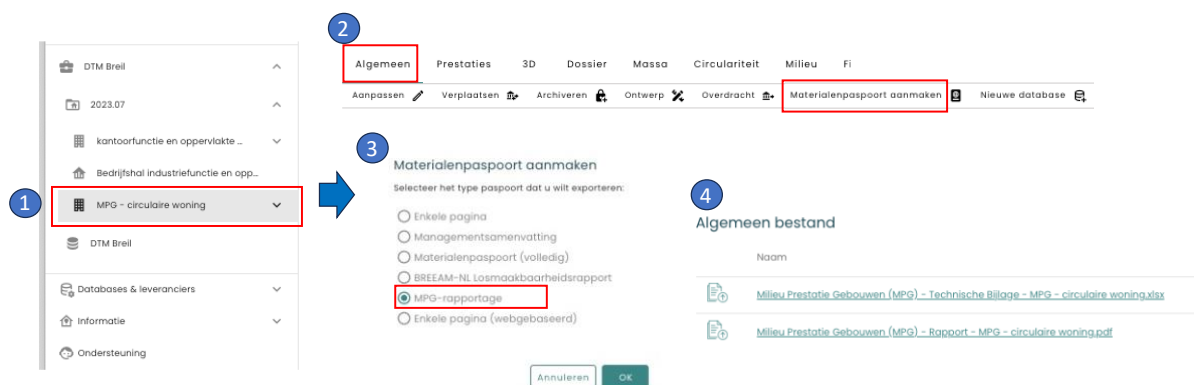 1
DTM Breil
2023.07
kantoorfunctie en oppervlakte ...
Bedrijfshal industriefunctie en opp...
MPG - circulaire woning
DTM Breil
Databases & leveranciers
Informatie
Ondersteuning
2
Algemeen Prestaties 3D Dossier Massa Circulariteit Milieu Fi
Aanpassen Verplaatsen Archiveren Ontwerp Overdracht Materialenpaspoort aanmaken Nieuwe database
3
Materialenpaspoort aanmaken
Selecteer het type paspoort dat u wilt exporteren:
Enkele pagina
Managementsamenvatting
Materialenpaspoort (volledig)
BREEAM-NL Losmaakbaarheidsrapport
MPG-rapportage
Enkele pagina (webgebaseerd)
Annuleren OK
4
Algemeen bestand
Naam
Milieu Prestatie Gebouwen (MPG) - Technische Bijlage - MPG - circulaire woning.xlsx
Milieu Prestatie Gebouwen (MPG) - Rapport - MPG - circulaire woning.pdf